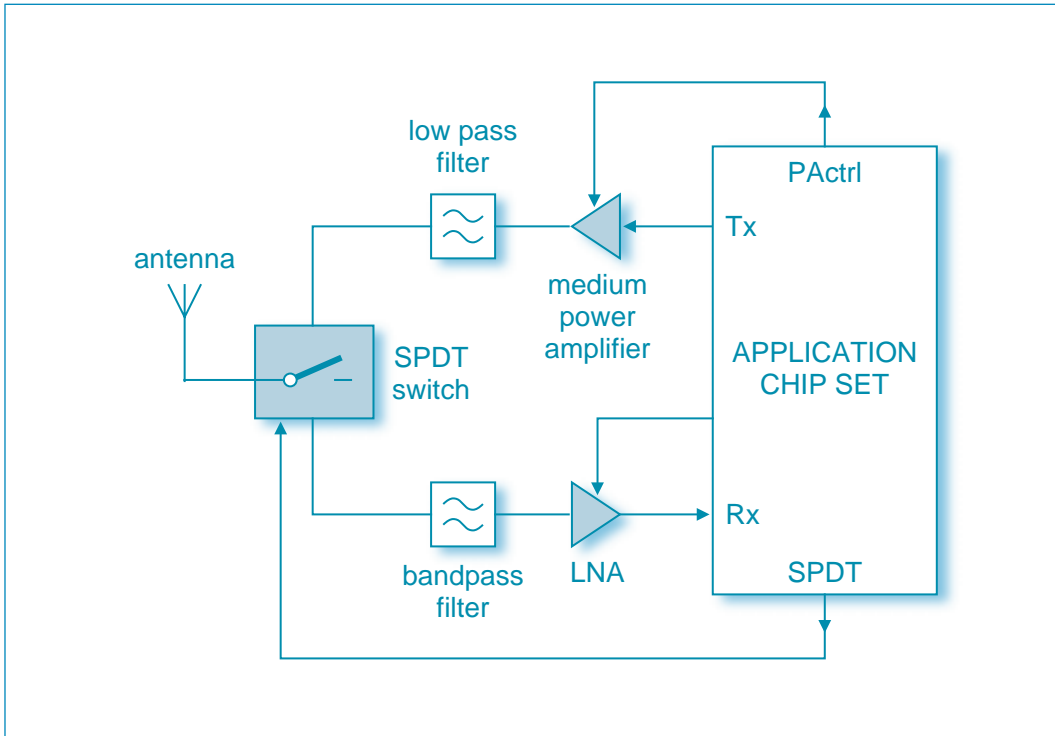 low pass
filter
PActrl
Tx
antenna
medium
power
amplifier
SPDT
switch
APPLICATION
CHIP SET
Rx
bandpass
filter
LNA
SPDT